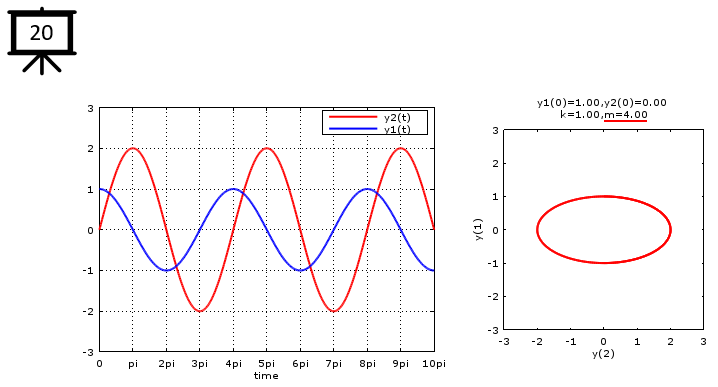 20
3
2
1
0
-1
-2
-3
y2(t)
y1(t)
0 pi 2pi 3pi 4pi 5pi 6pi 7pi 8pi 9pi 10pi
time
y1(0)=1.00,y2(0)=0.00
k=1.00,m=4.00
3
2
1
0
-1
-2
-3
y(1)
-3 -2 -1 0 1 2 3
y(2)